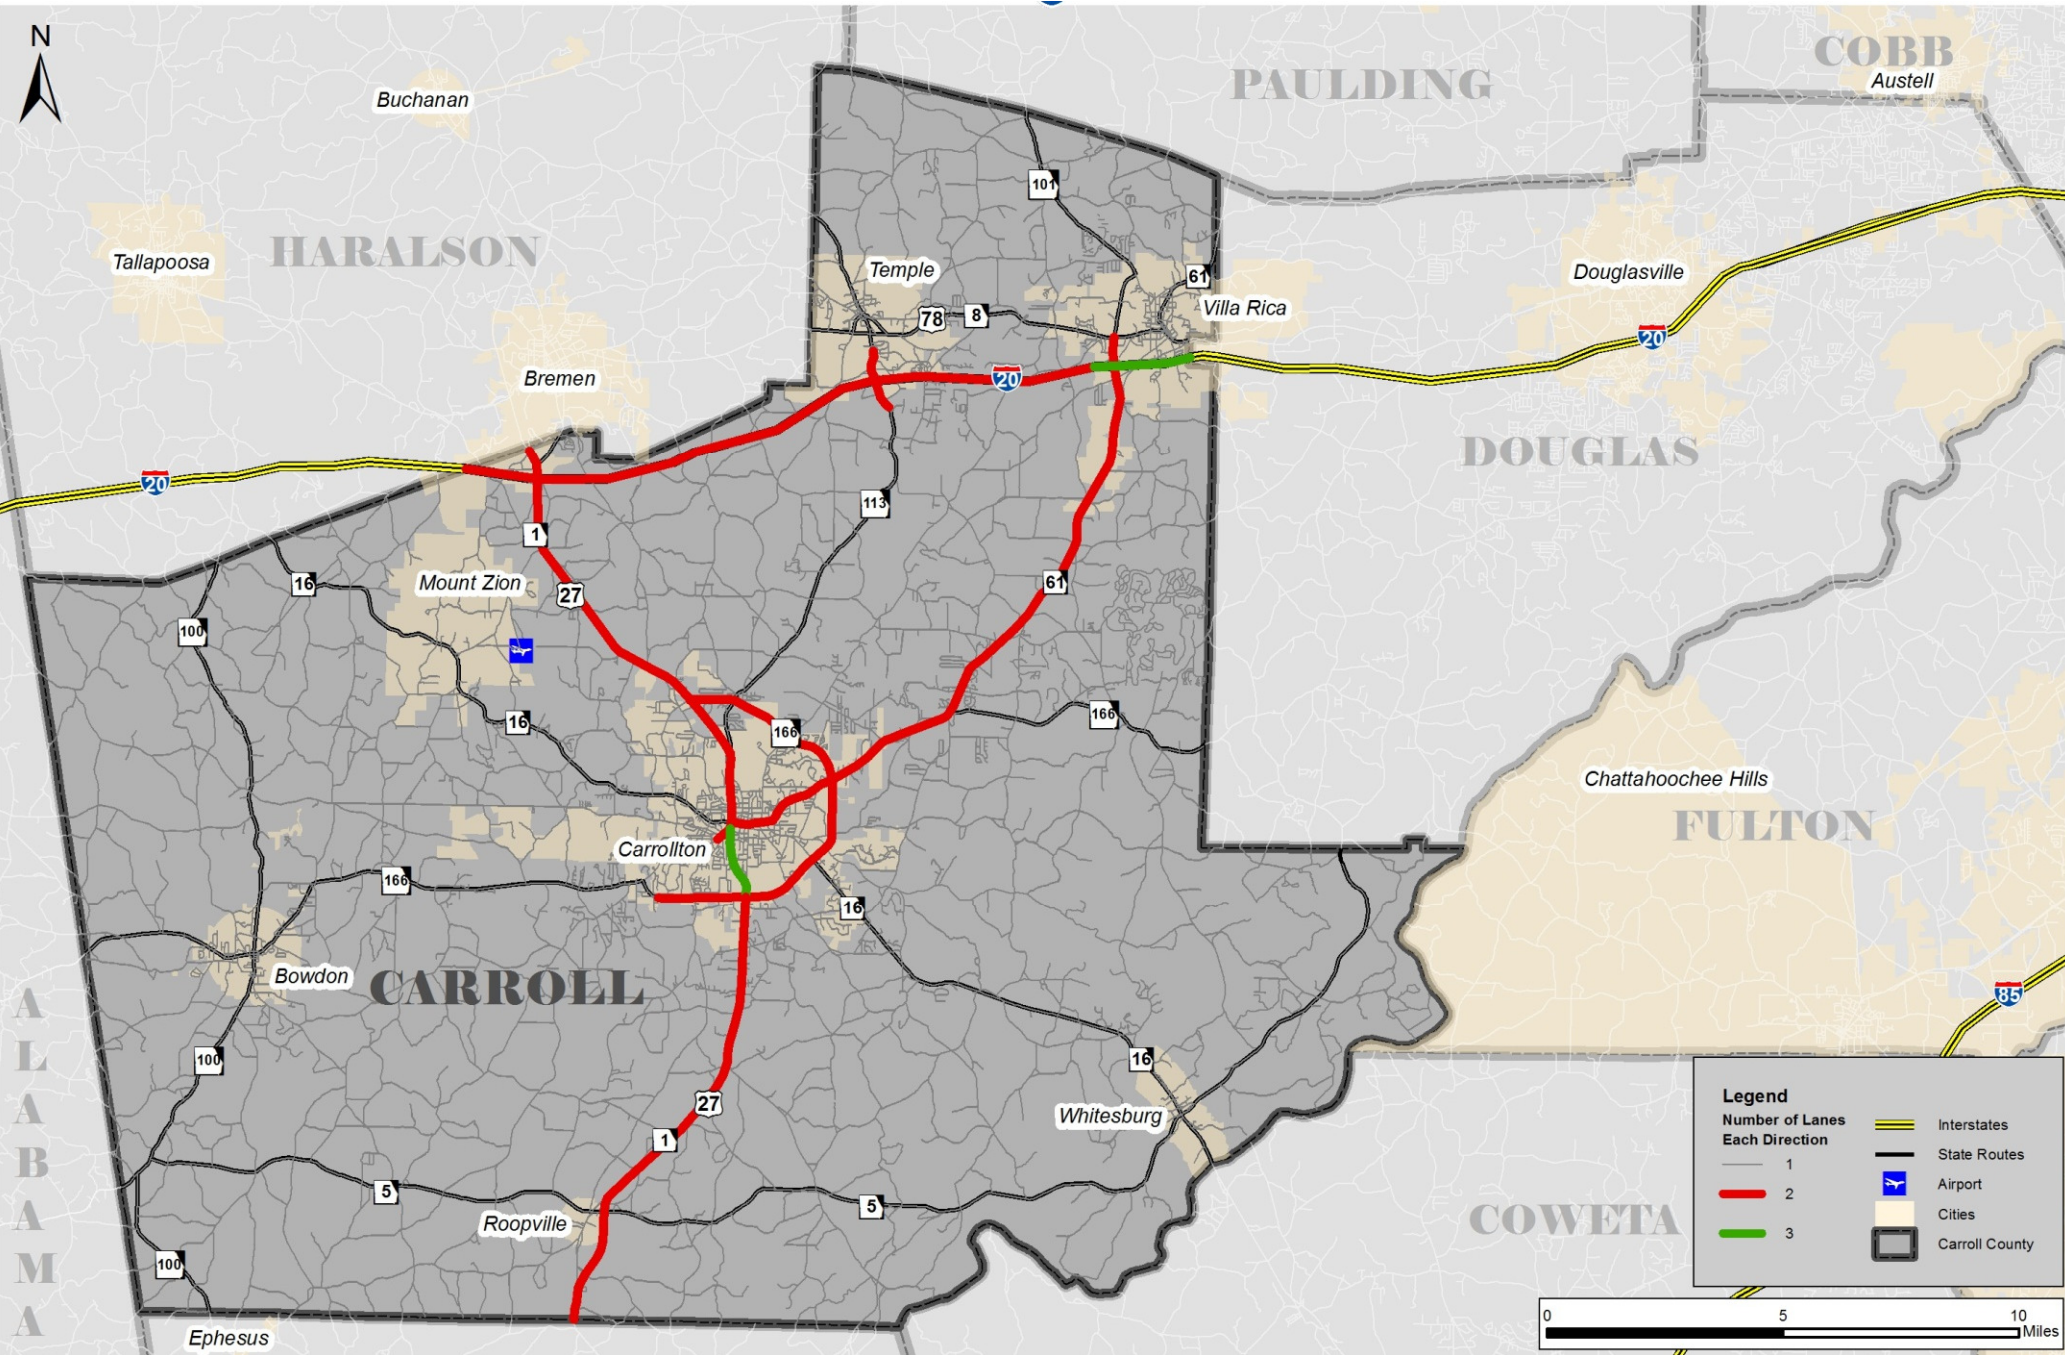 N
COBB
Austell
PAULDING
Buchanan
101
HARALSON
Tallapoosa
Temple
61
Douglasville
Villa Rica
78
8
20
20
Bremen
DOUGLAS
20
113
1
16
Mount Zion
27
61
100
166
16
166
Chattahoochee Hills
FULTON
Carrollton
166
16
Bowdon
CARROLL
85
ALABAMA
100
16
27
Whitesburg
1
5
5
Roopville
COWETA
100
Ephesus
Legend
Number of Lanes
Each Direction
1
2
3
Interstates
State Routes
Airport
Cities
Carroll County
0 5 10
Miles